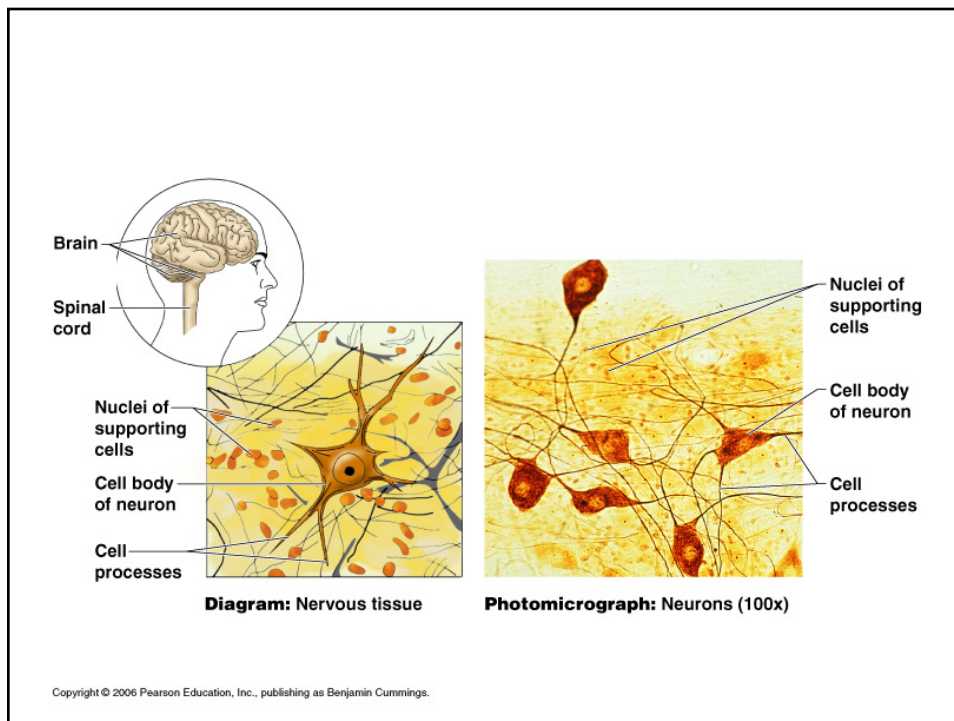 Brain
Spinal
cord
Nuclei of
supporting
cells
Cell body
of neuron
Cell
processes
Diagram: Nervous tissue
Nuclei of
supporting
cells
Cell body
of neuron
Cell
processes
Photomicrograph: Neurons (100x)
Copyright © 2006 Pearson Education, Inc., publishing as Benjamin Cummings.